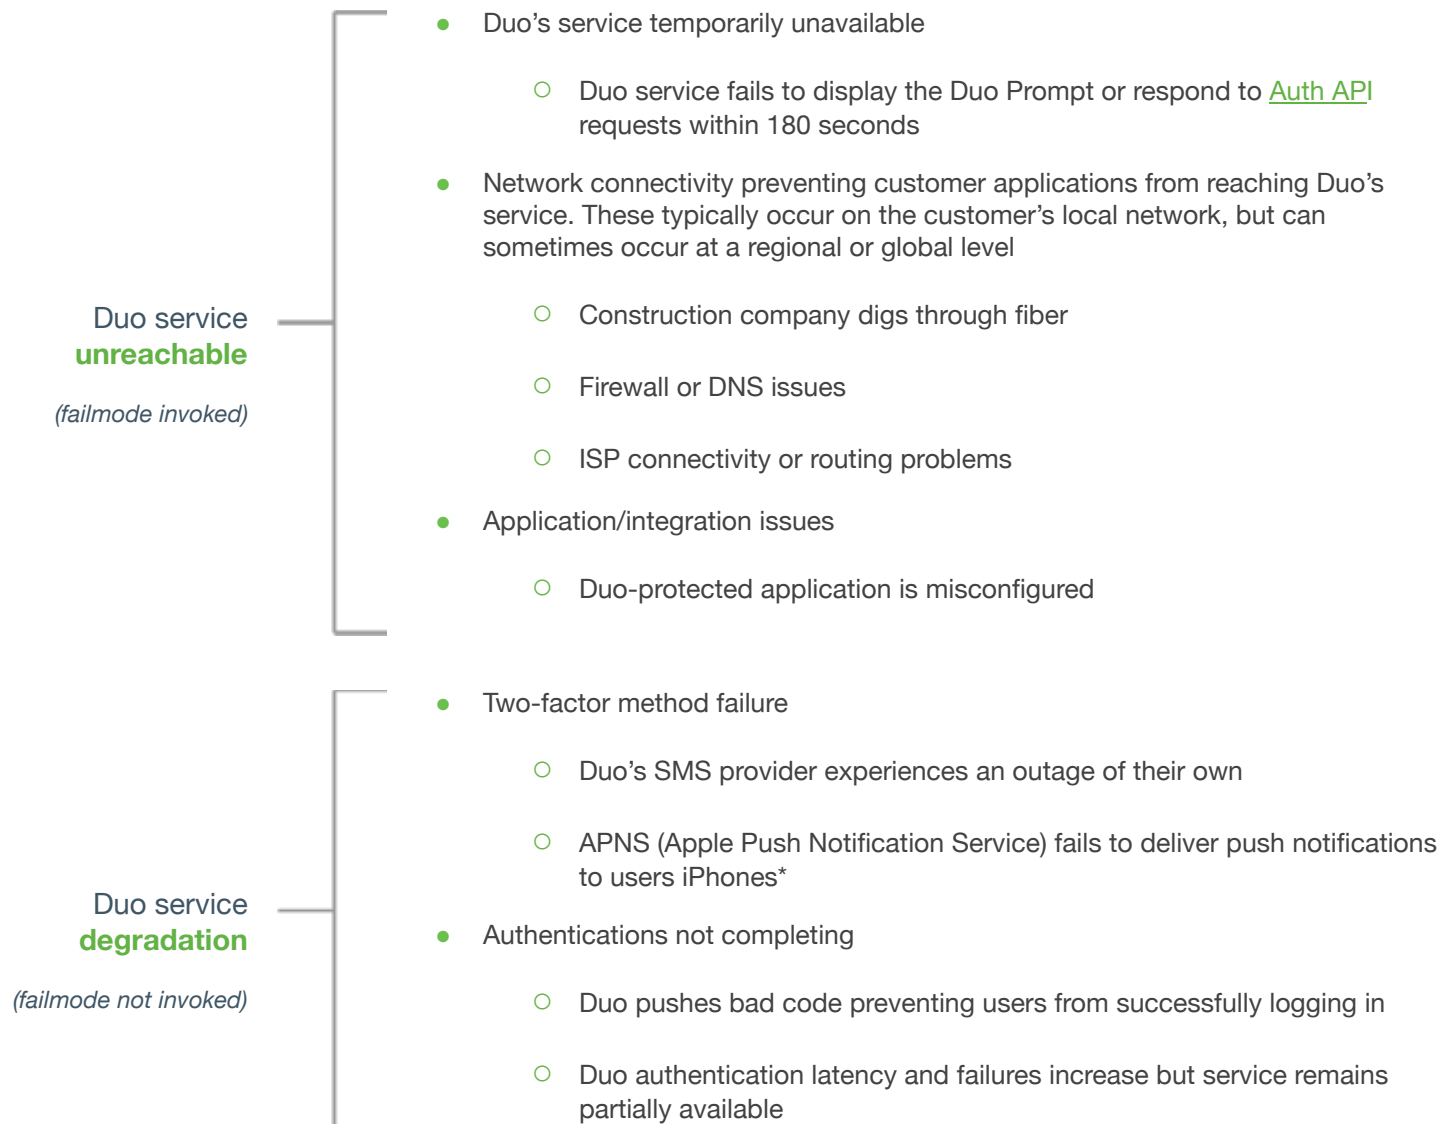 Duo's service temporarily unavailable
Duo service fails to display the Duo Prompt or respond to Auth API
requests within 180 seconds
Network connectivity preventing customer applications from reaching Duo's
service. These typically occur on the customer's local network, but can
sometimes occur at a regional or global level
Construction company digs through fiber
Firewall or DNS issues
ISP connectivity or routing problems
Application/integration issues
Duo-protected application is misconfigured
Duo service
unreachable
(failmode invoked)
Two-factor method failure
Duo's SMS provider experiences an outage of their own
APNS (Apple Push Notification Service) fails to deliver push notifications
to users iPhones*
Authentications not completing
Duo pushes bad code preventing users from successfully logging in
Duo authentication latency and failures increase but service remains
partially available
Duo service
degradation
(failmode not invoked)